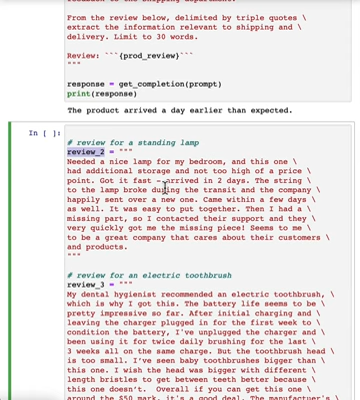 feedback to the shipping department.
From the review below, delimited by triple quotes \
extract the information relevant to shipping and \
delivery. Limit to 30 words.
Review: ```{prod_review}```
"""
response = get_completion(prompt)
print(response)
The product arrived a day earlier than expected.
In [ ]:
# review for a standing lamp
review_2 = """
Needed a nice lamp for my bedroom, and this one \
had additional storage and not too high of a price \
point. Got it fast - arrived in 2 days. The string \
to the lamp broke during the transit and the company \
happily sent over a new one. Came within a few days \
as well. It was easy to put together. Then I had a \
missing part, so I contacted their support and they \
very quickly got me the missing piece! Seems to me \
to be a great company that cares about their customers \
and products.
"""
# review for an electric toothbrush
review_3 = """
My dental hygienist recommended an electric toothbrush, \
which is why I got this. The battery life seems to be \
pretty impressive so far. After initial charging and \
leaving the charger plugged in for the first week to \
condition the battery, I've unplugged the charger and \
been using it for twice daily brushing for the last \
3 weeks all on the same charge. But the toothbrush head \
is too small. I've seen baby toothbrushes bigger than \
this one. I wish the head was bigger with different \
length bristles to get between teeth better because \
this one doesn't. Overall if you can get this one \
around the $50 mark, it's a good deal. The manufacturer's